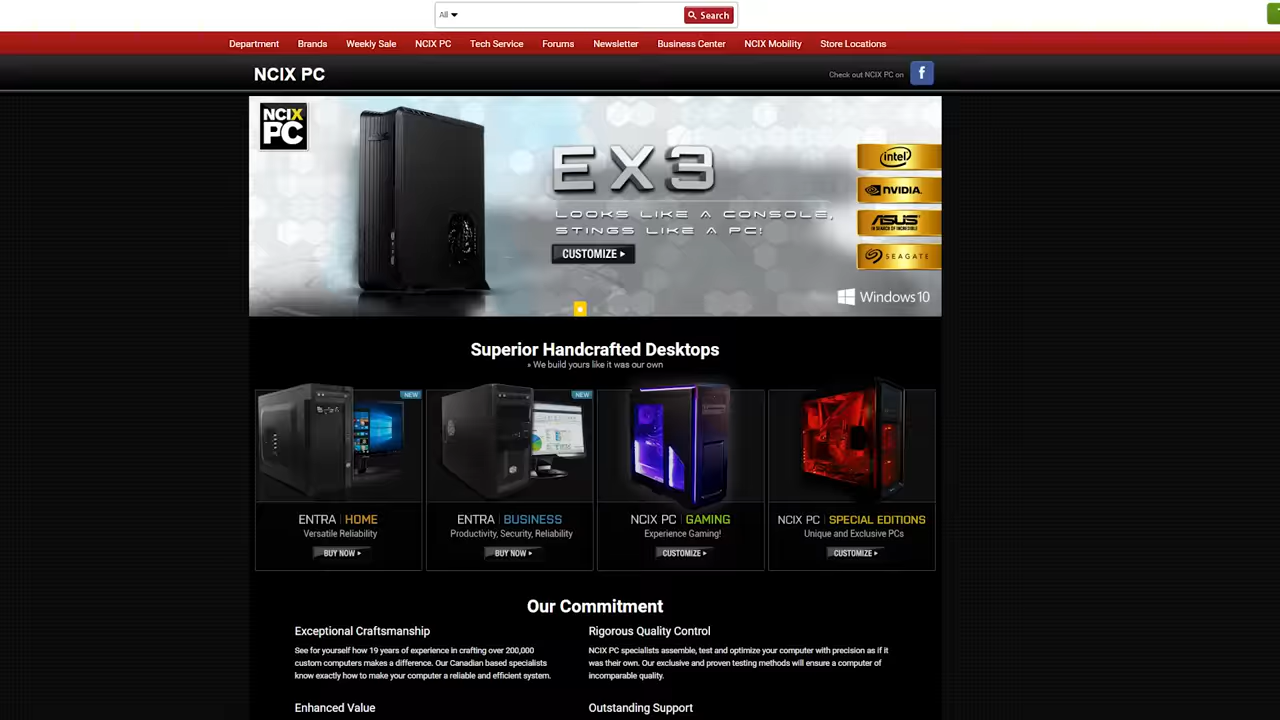 All
Search
Department Brands Weekly Sale NCIX PC Tech Service Forums Newsletter Business Center NCIX Mobility Store Locations
NCIX PC
Check out NCIX PC on f
NCIX
PC
EX3
LOOKS LIKE A CONSOLE,
STINGS LIKE A PC!
CUSTOMIZE
intel
NVIDIA.
ASUS
IN SEARCH OF INCREDIBLE
SEAGATE
Windows 10
Superior Handcrafted Desktops
» We build yours like it was our own
NEW
NEW
ENTRA | HOME
Versatile Reliability
BUY NOW
ENTRA | BUSINESS
Productivity, Security, Reliability
BUY NOW
NCIX PC | GAMING
Experience Gaming!
CUSTOMIZE
NCIX PC | SPECIAL EDITIONS
Unique and Exclusive PCs
CUSTOMIZE
Our Commitment
Exceptional Craftsmanship
See for yourself how 19 years of experience in crafting over 200,000
custom computers makes a difference. Our Canadian based specialists
know exactly how to make your computer a reliable and efficient system.
Rigorous Quality Control
NCIX PC specialists assemble, test and optimize your computer with precision as if it
was their own. Our exclusive and proven testing methods will ensure a computer of
incomparable quality.
Enhanced Value
Outstanding Support